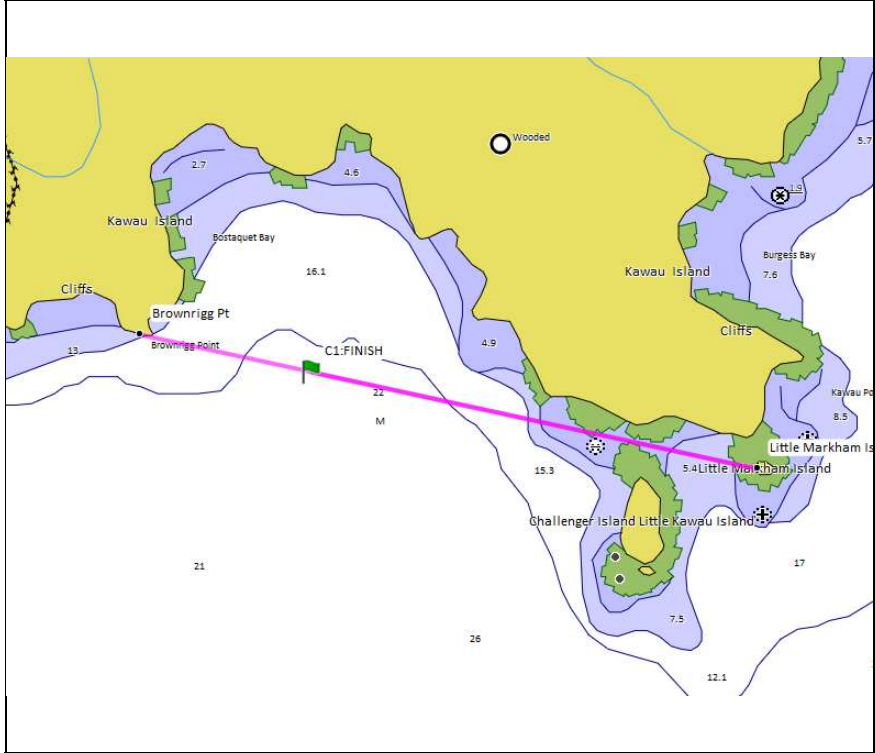 Wooded
5.7
2.7
4.6
1.9
Kawau Island
Bostaquet Bay
Burgess Bay
16.1
Kawau Island
7.6
Cliffs
Brownrigg Pt
Cliffs
Brownrigg Point
4.9
13
C1:FINISH
22
Kawau Po
8.5
M
Little Markham Is
15.3
5.4
Little Markham Island
Challenger Island Little Kawau Island
17
21
7.5
26
12.1